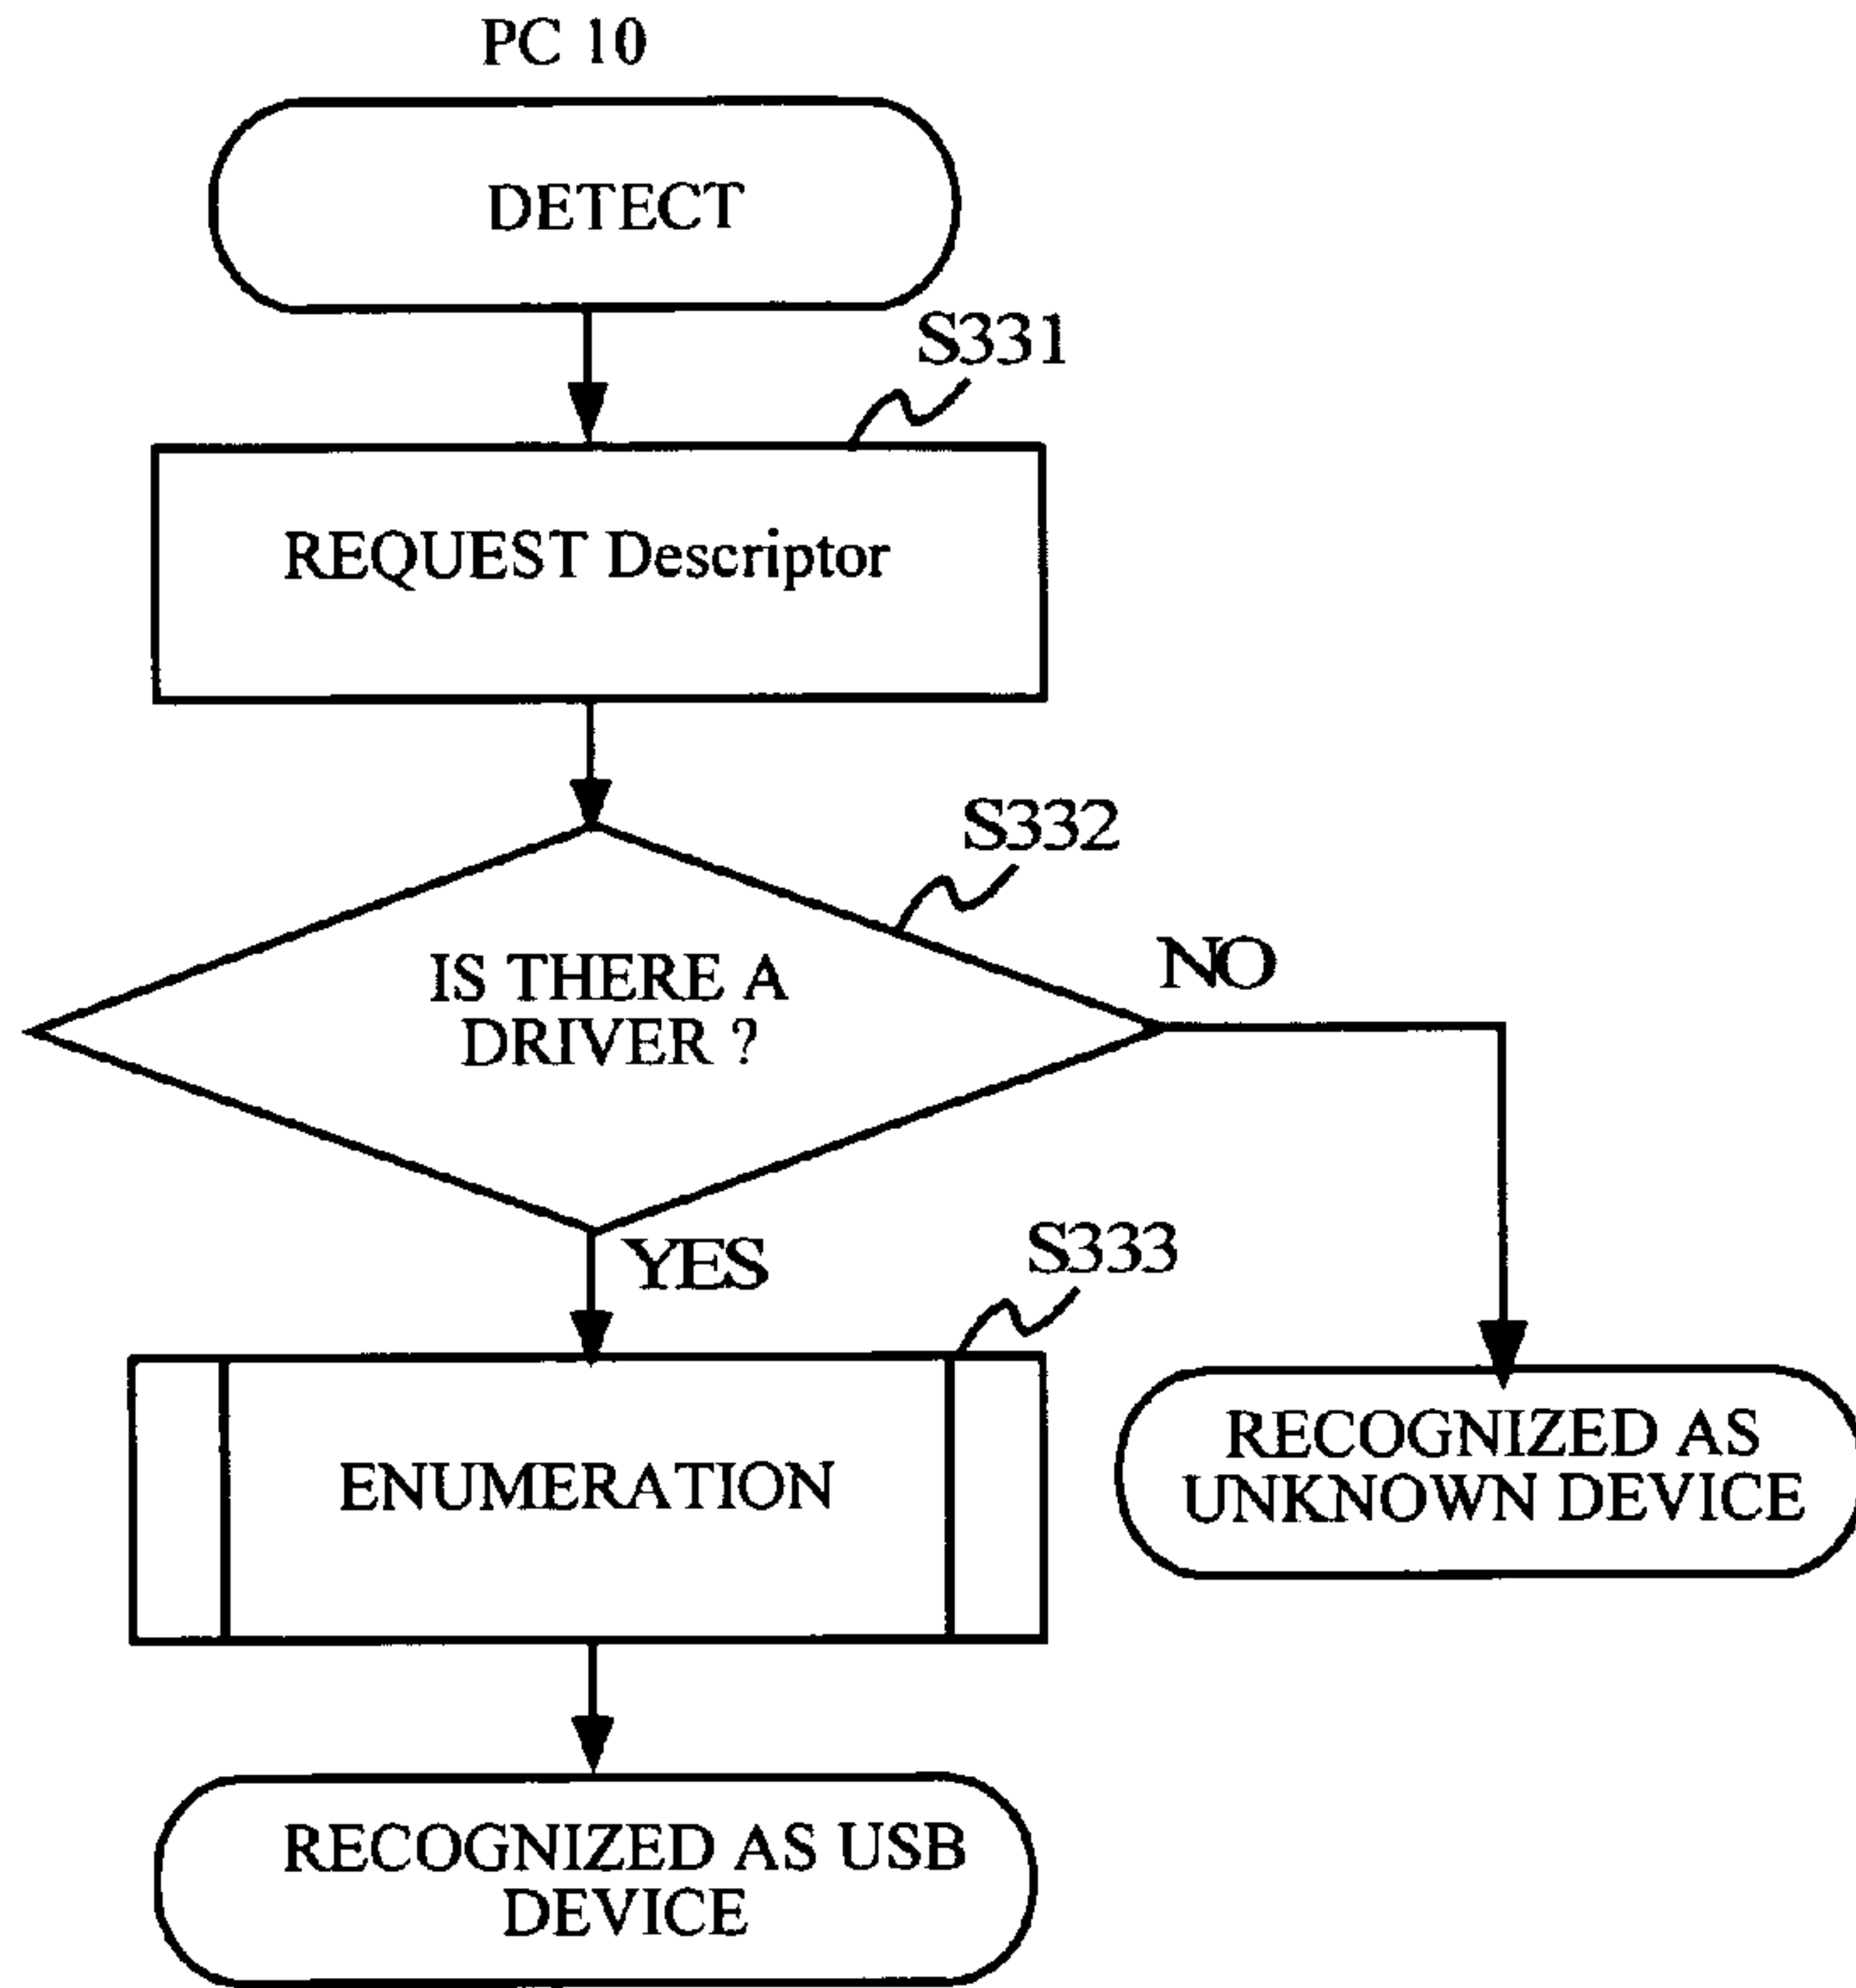 PC 10
DETECT
S331
REQUEST Descriptor
S332
IS THERE A
DRIVER ?
NO
YES
S333
ENUMERATION
RECOGNIZED AS
UNKNOWN DEVICE
RECOGNIZED AS USB
DEVICE